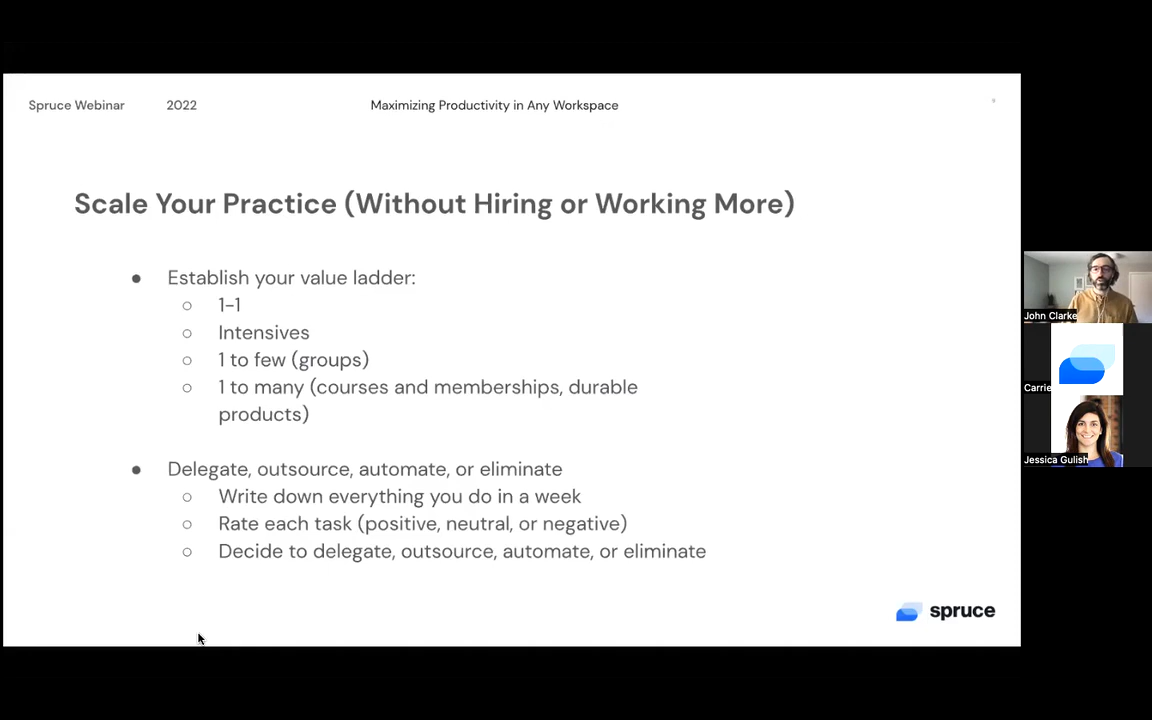 Spruce Webinar 2022 Maximizing Productivity in Any Workspace
Scale Your Practice (Without Hiring or Working More)
● Establish your value ladder:
○ 1-1
○ Intensives
○ 1 to few (groups)
○ 1 to many (courses and memberships, durable
products)
● Delegate, outsource, automate, or eliminate
○ Write down everything you do in a week
○ Rate each task (positive, neutral, or negative)
○ Decide to delegate, outsource, automate, or eliminate
spruce
John Clarke
Carrie
Jessica Gulish